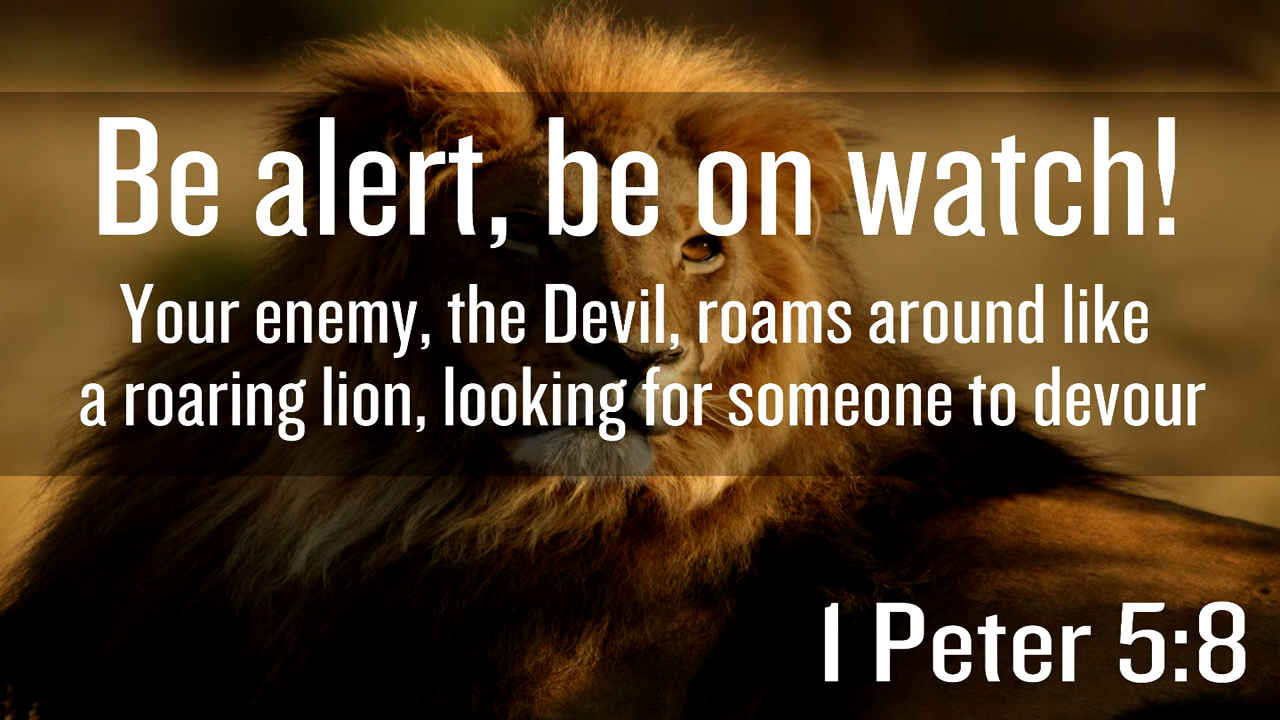 Be alert, be on watch!
Your enemy, the Devil, roams around like
a roaring lion, looking for someone to devour
1 Peter 5:8